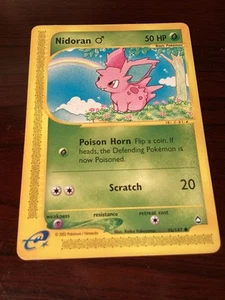 Nidoran ♂
50 HP
Basic Pokémon
Poison Horn Flip a coin. If
heads, the Defending Pokémon is
now Poisoned.
Scratch 20
weakness resistance retreat cost